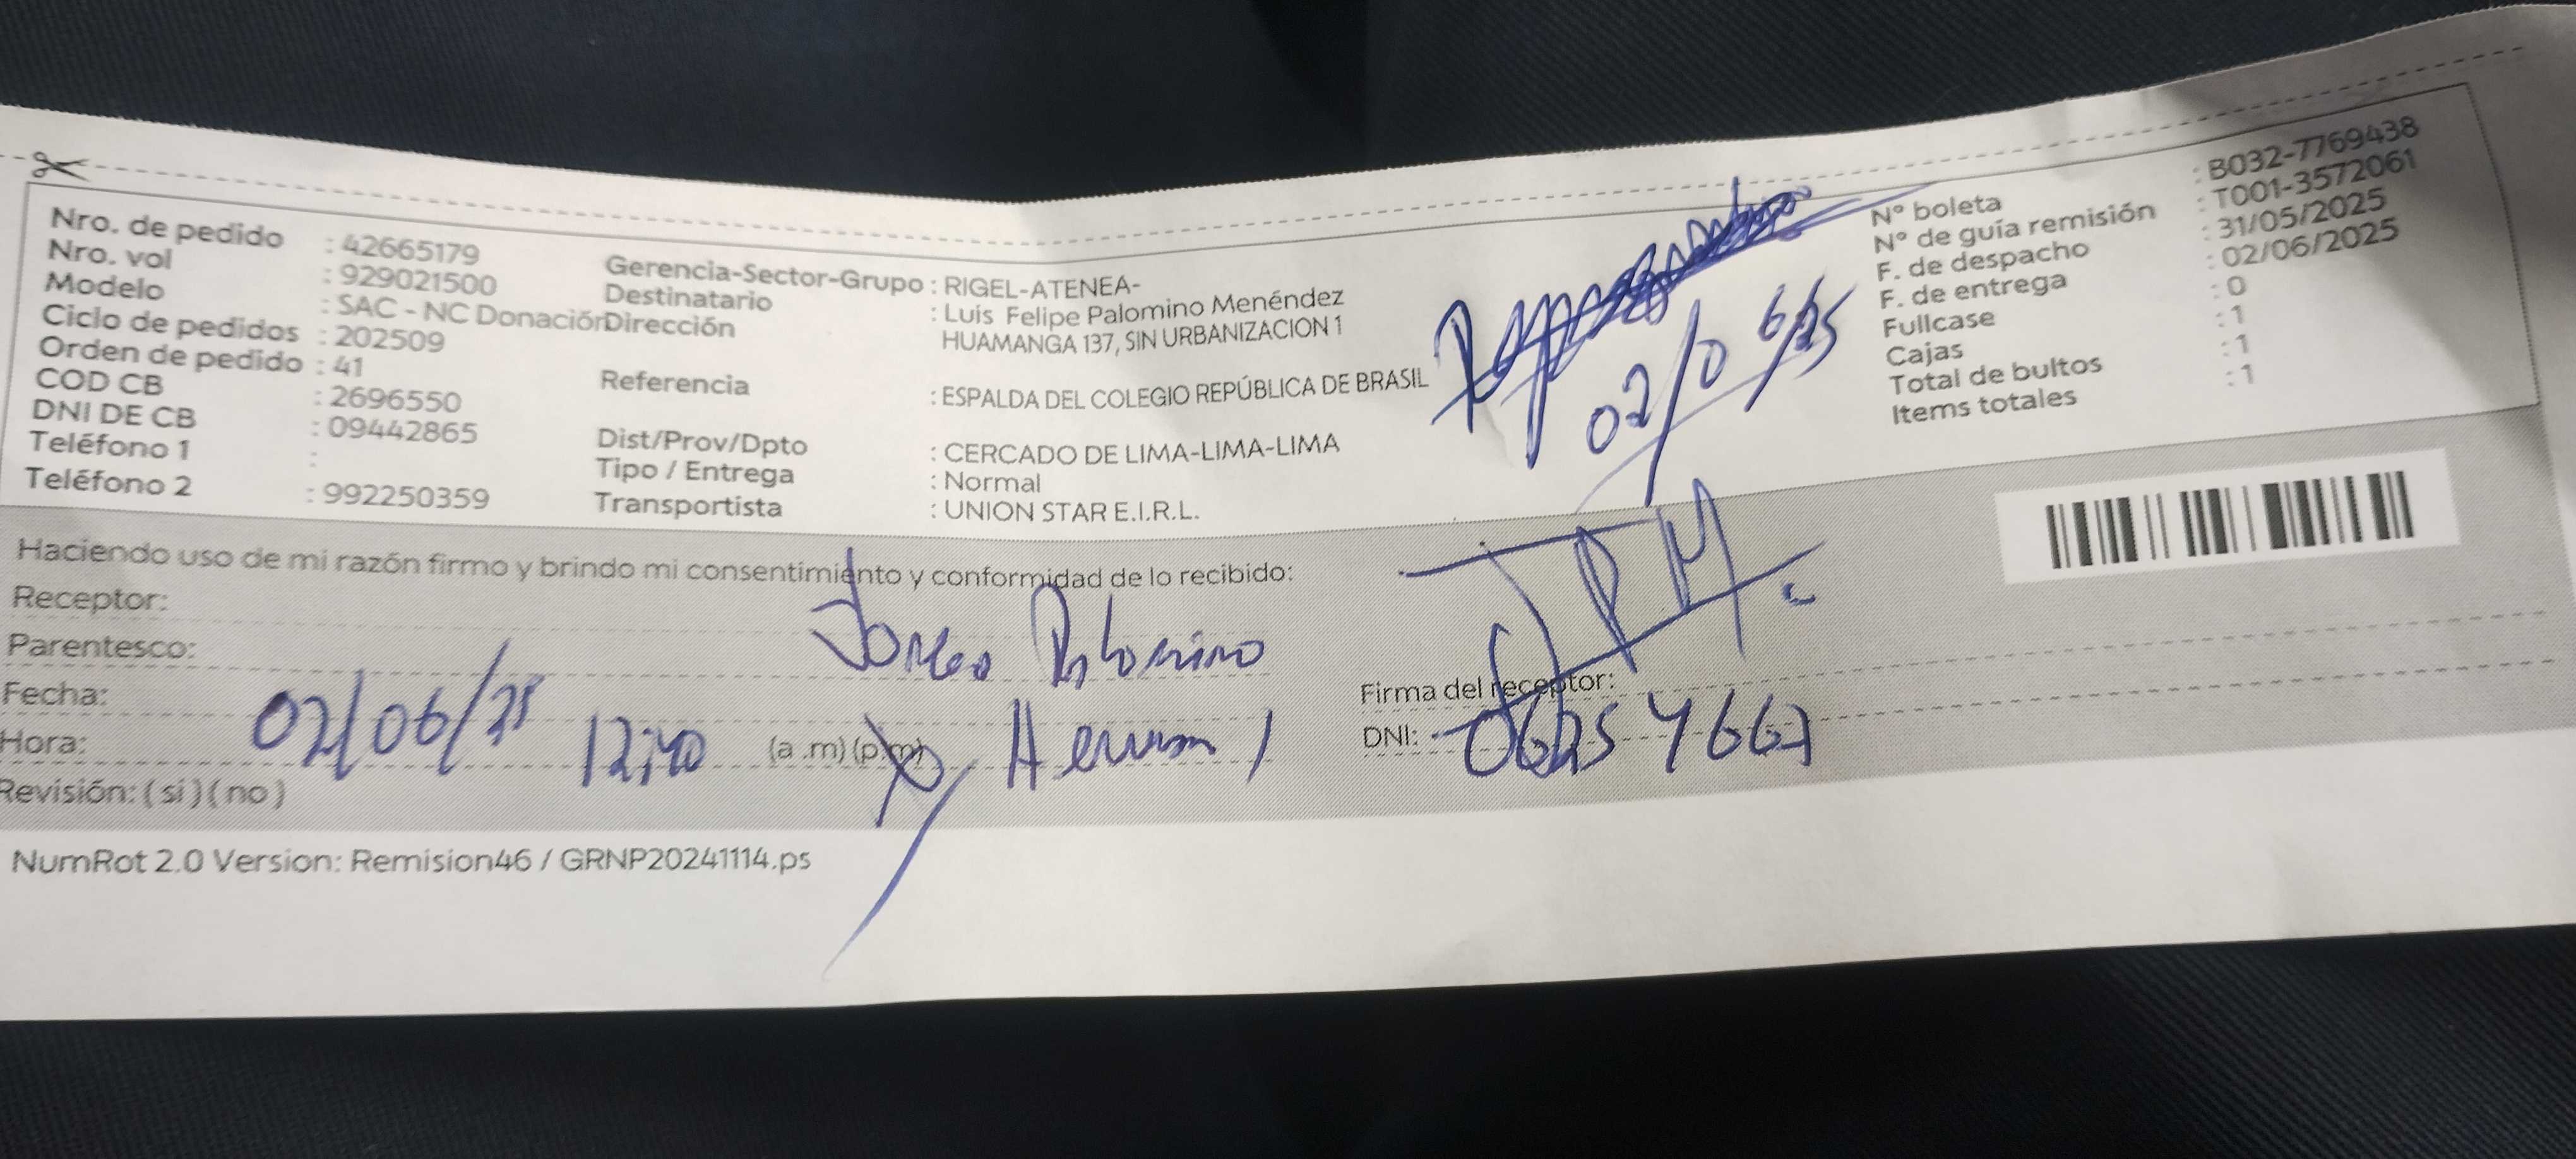 Nro. de pedido : 42665179
Nro. vol : 929021500
Modelo : SAC - NC Donación
Ciclo de pedidos : 202509
Orden de pedido : 41
COD CB : 2696550
DNI DE CB : 09442865
Teléfono 1 :
Teléfono 2 : 992250359
Gerencia-Sector-Grupo : RIGEL-ATENEA-
Destinatario : Luis Felipe Palomino Menéndez
Dirección HUAMANGA 137, SIN URBANIZACION 1
Referencia : ESPALDA DEL COLEGIO REPÚBLICA DE BRASIL
Dist/Prov/Dpto : CERCADO DE LIMA-LIMA-LIMA
Tipo / Entrega : Normal
Transportista : UNION STAR E.I.R.L.
02/06/25
N° boleta : B032-7769438
N° de guía remisión : T001-3572061
F. de despacho : 31/05/2025
F. de entrega : 02/06/2025
Fullcase : 0
Cajas : 1
Total de bultos : 1
Items totales : 1
Haciendo uso de mi razón firmo y brindo mi consentimiento y conformidad de lo recibido:
Receptor:
Palomino
Parentesco:
Fecha: 02/06/25
Hora: 12:40 (a .m) (p.m)
Revisión: ( si ) ( no )
JPM.
Firma del receptor:
DNI:
NumRot 2.0 Version: Remision46 / GRNP20241114.ps